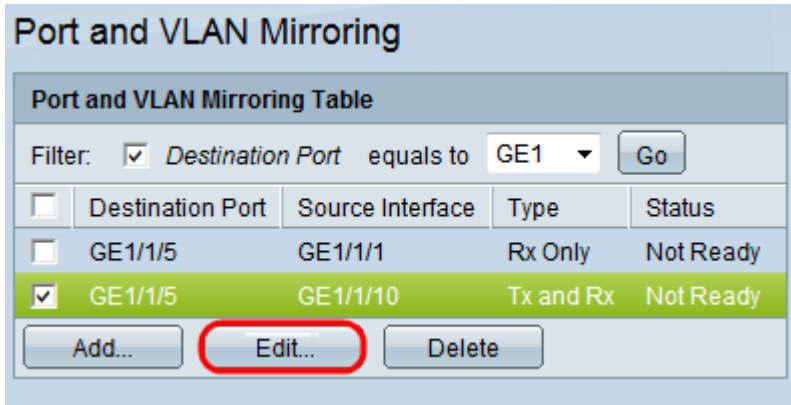 Port and VLAN Mirroring
Port and VLAN Mirroring Table
Filter: Destination Port equals to GE1 Go
Destination Port Source Interface Type Status
GE1/1/5 GE1/1/1 Rx Only Not Ready
GE1/1/5 GE1/1/10 Tx and Rx Not Ready
Add... Edit... Delete